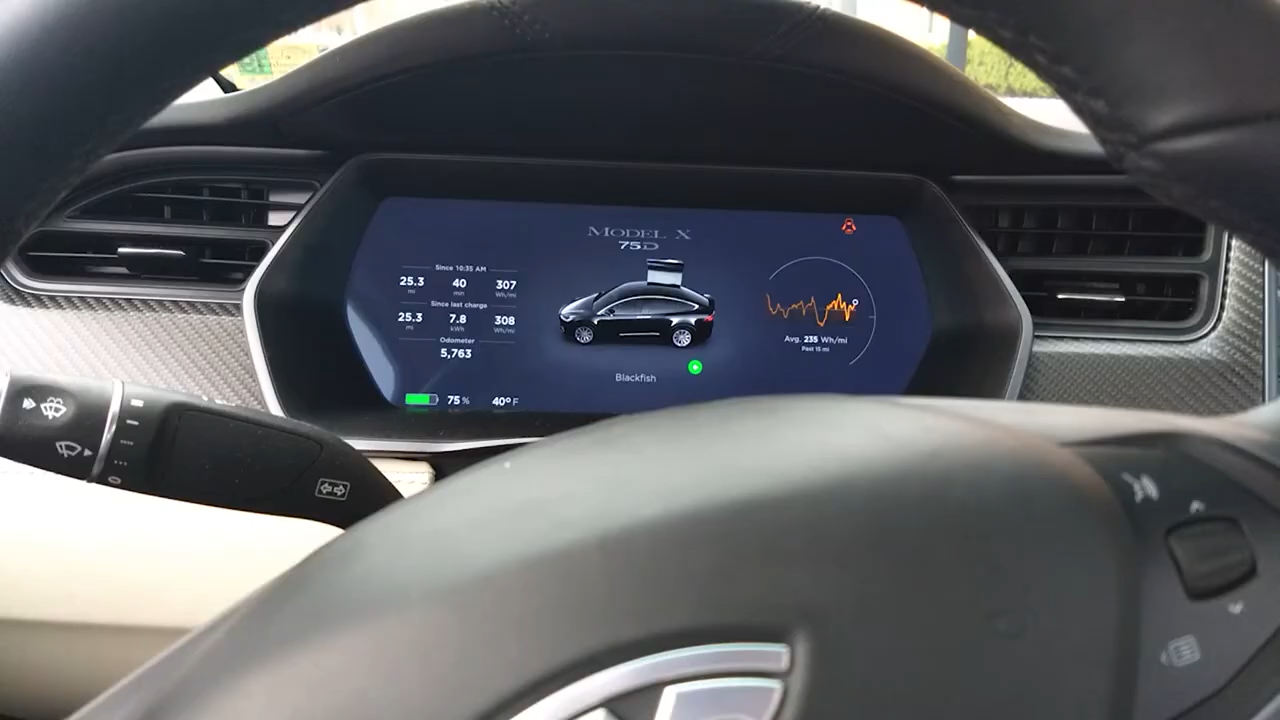 MODEL X
75D
Since 10:35 AM
25.3 40 307
mi min Wh/mi
Since last charge
25.3 7.8 308
mi kWh Wh/mi
Odometer
5,763
Avg. 235 Wh/mi
Past 15 mi
Blackfish
75 % 40° F